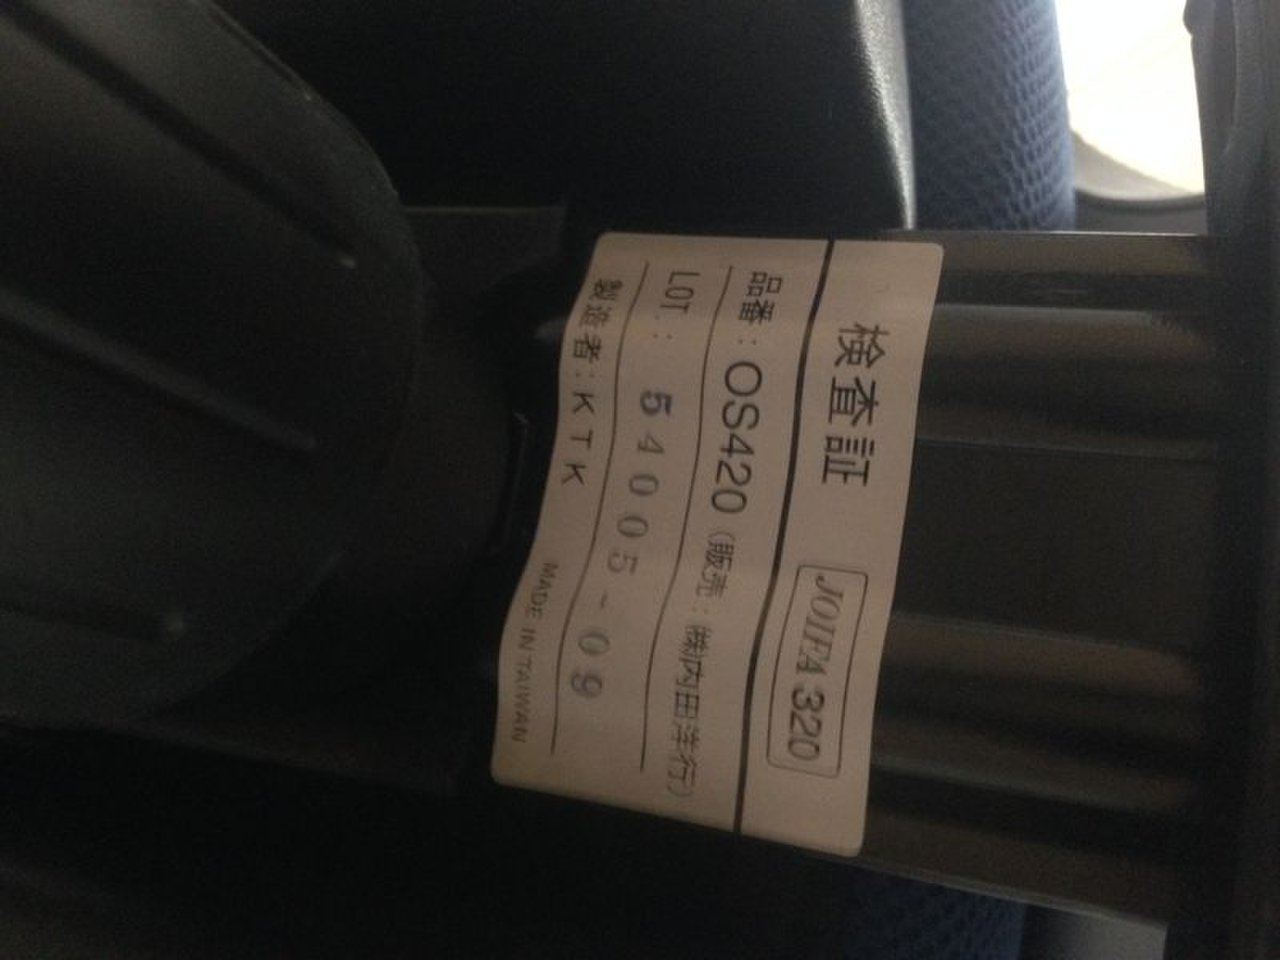 検査証 JOIFA 320
品番：OS420（販売：㈱内田洋行）
LOT.： 54005-09
製造者：KTK
MADE IN TAIWAN